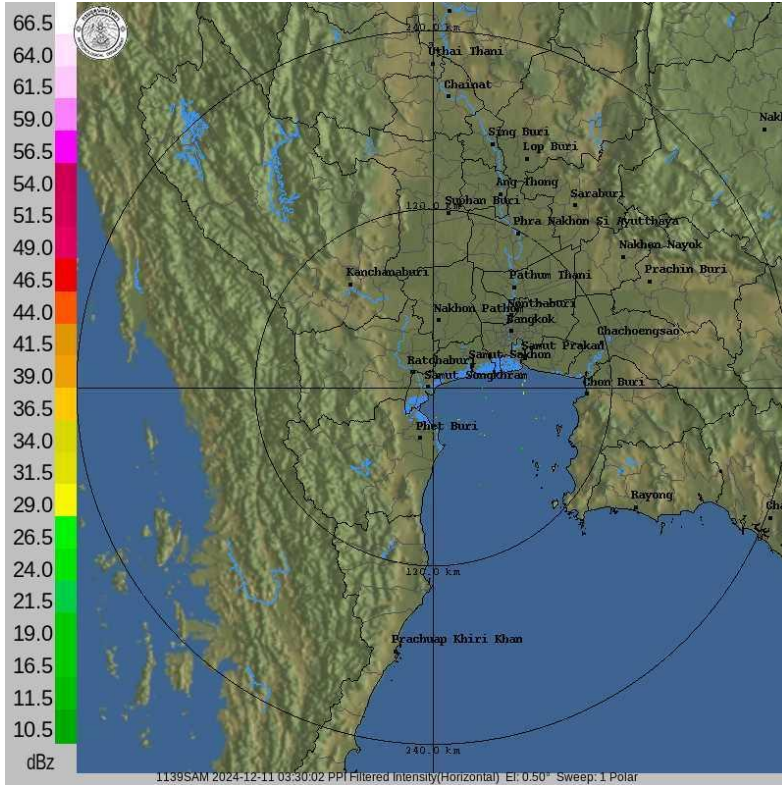 66.5
64.0
61.5
59.0
56.5
54.0
51.5
49.0
46.5
44.0
41.5
39.0
36.5
34.0
31.5
29.0
26.5
24.0
21.5
19.0
16.5
11.5
10.5
dBz
240.0 km
Uthai Thani
Chainat
Sing Buri
Lop Buri
Ang Thong
Saraburi
120.0 km
Suphan Buri
Phra Nakhon Si Ayutthaya
Nakhon Nayok
Kanchanaburi
Pathum Thani
Prachin Buri
Nakhon Pathom
Nonthaburi
Bangkok
Chachoengsao
Samut Prakan
Samut Sakhon
Ratchaburi
Samut Songkhram
Chon Buri
Phet Buri
Rayong
120.0 km
Prachuap Khiri Khan
240.0 km
1139SAM 2024-12-11 03:30:02 PPI Filtered Intensity(Horizontal) El: 0.50° Sweep: 1 Polar